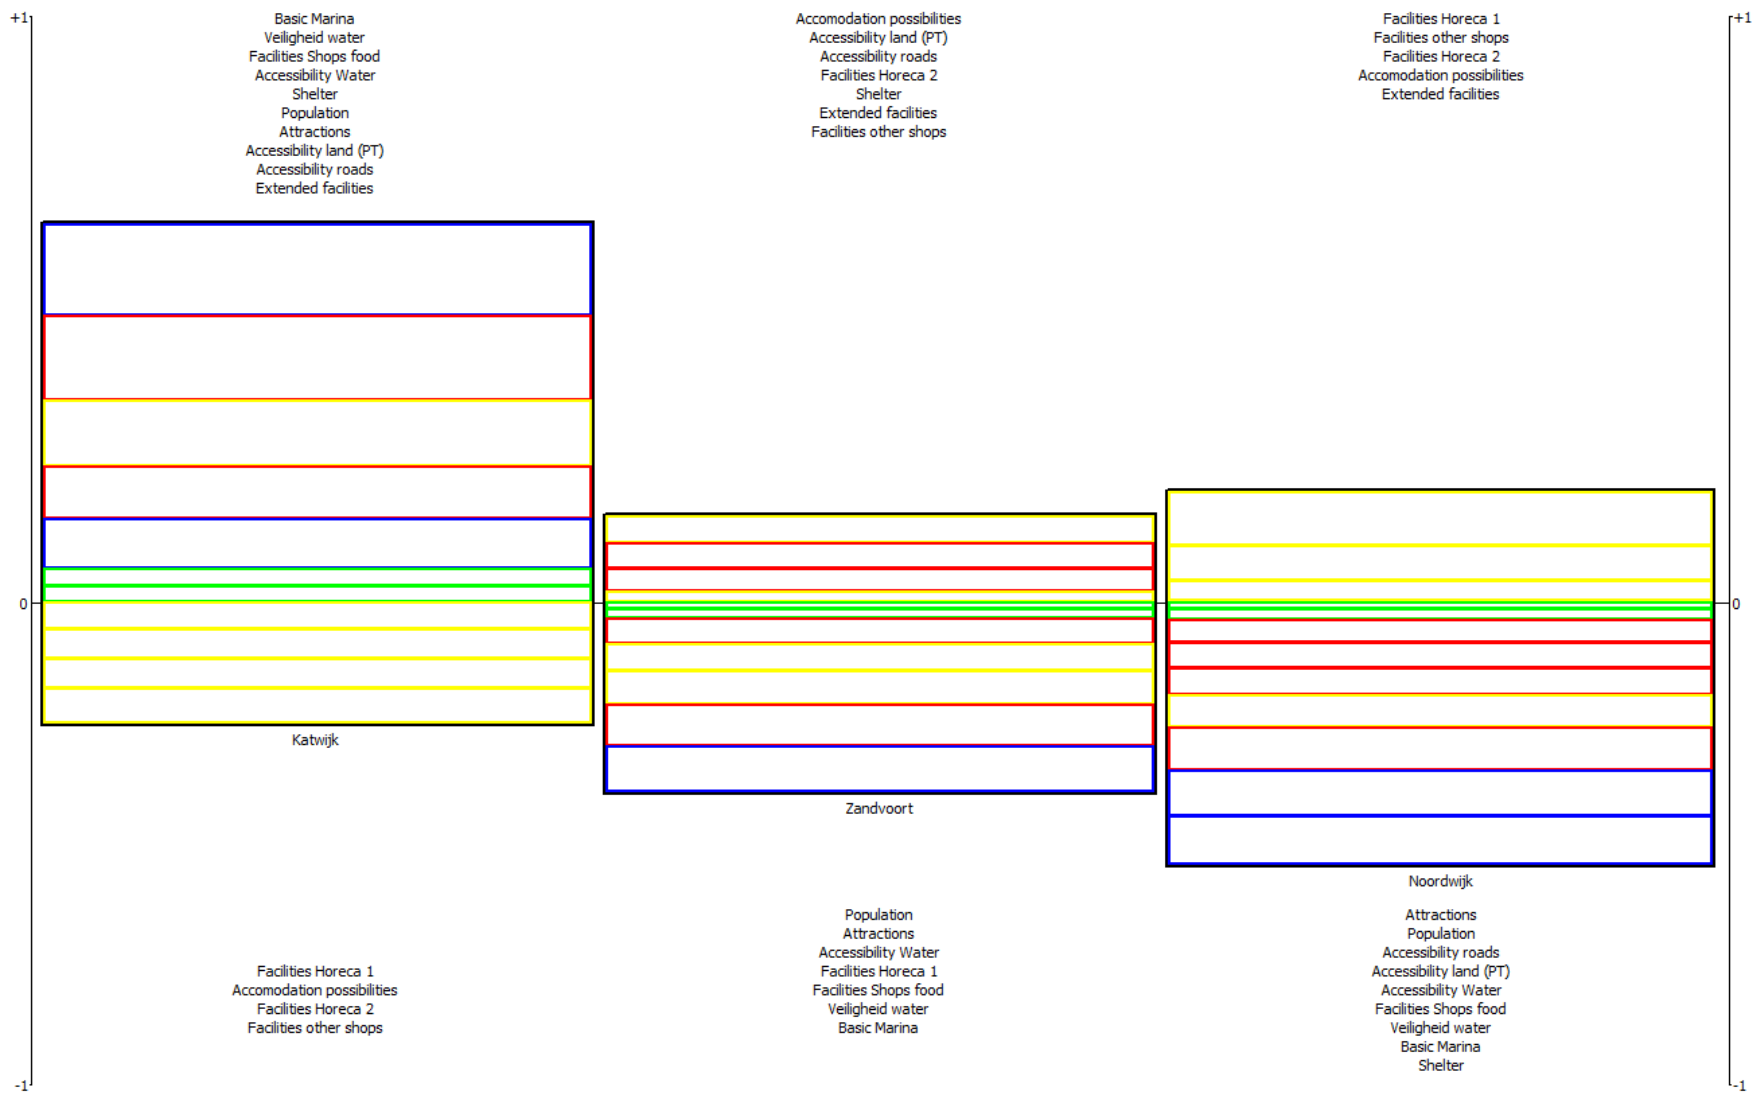 +1
Basic Marina
Veiligheid water
Facilities Shops food
Accessibility Water
Shelter
Population
Attractions
Accessibility land (PT)
Accessibility roads
Extended facilities
Accomodation possibilities
Accessibility land (PT)
Accessibility roads
Facilities Horeca 2
Shelter
Extended facilities
Facilities other shops
Facilities Horeca 1
Facilities other shops
Facilities Horeca 2
Accomodation possibilities
Extended facilities
+1
0
0
Katwijk
Zandvoort
Noordwijk
Facilities Horeca 1
Accomodation possibilities
Facilities Horeca 2
Facilities other shops
Population
Attractions
Accessibility Water
Facilities Horeca 1
Facilities Shops food
Veiligheid water
Basic Marina
Attractions
Population
Accessibility roads
Accessibility land (PT)
Accessibility Water
Facilities Shops food
Veiligheid water
Basic Marina
Shelter
-1
-1